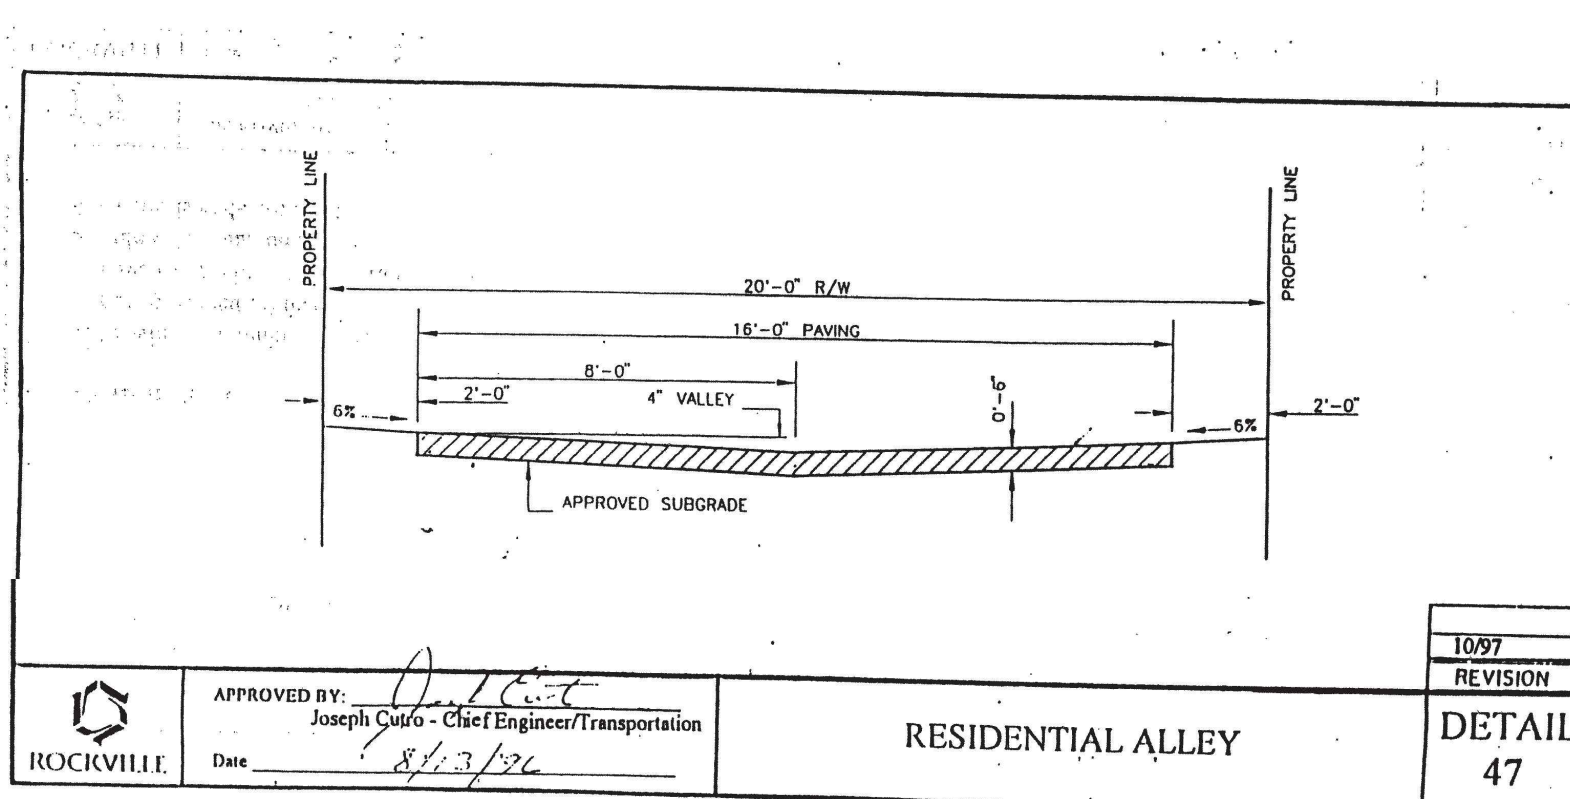 PROPERTY LINE
PROPERTY LINE
20'-0" R/W
16'-0" PAVING
8'-0"
2'-0"
4" VALLEY
0'-6"
6%
6%
2'-0"
APPROVED SUBGRADE
10/97
REVISION
ROCKVILLE
APPROVED BY:
Joseph Cutro - Chief Engineer/Transportation
Date
RESIDENTIAL ALLEY
DETAIL
47